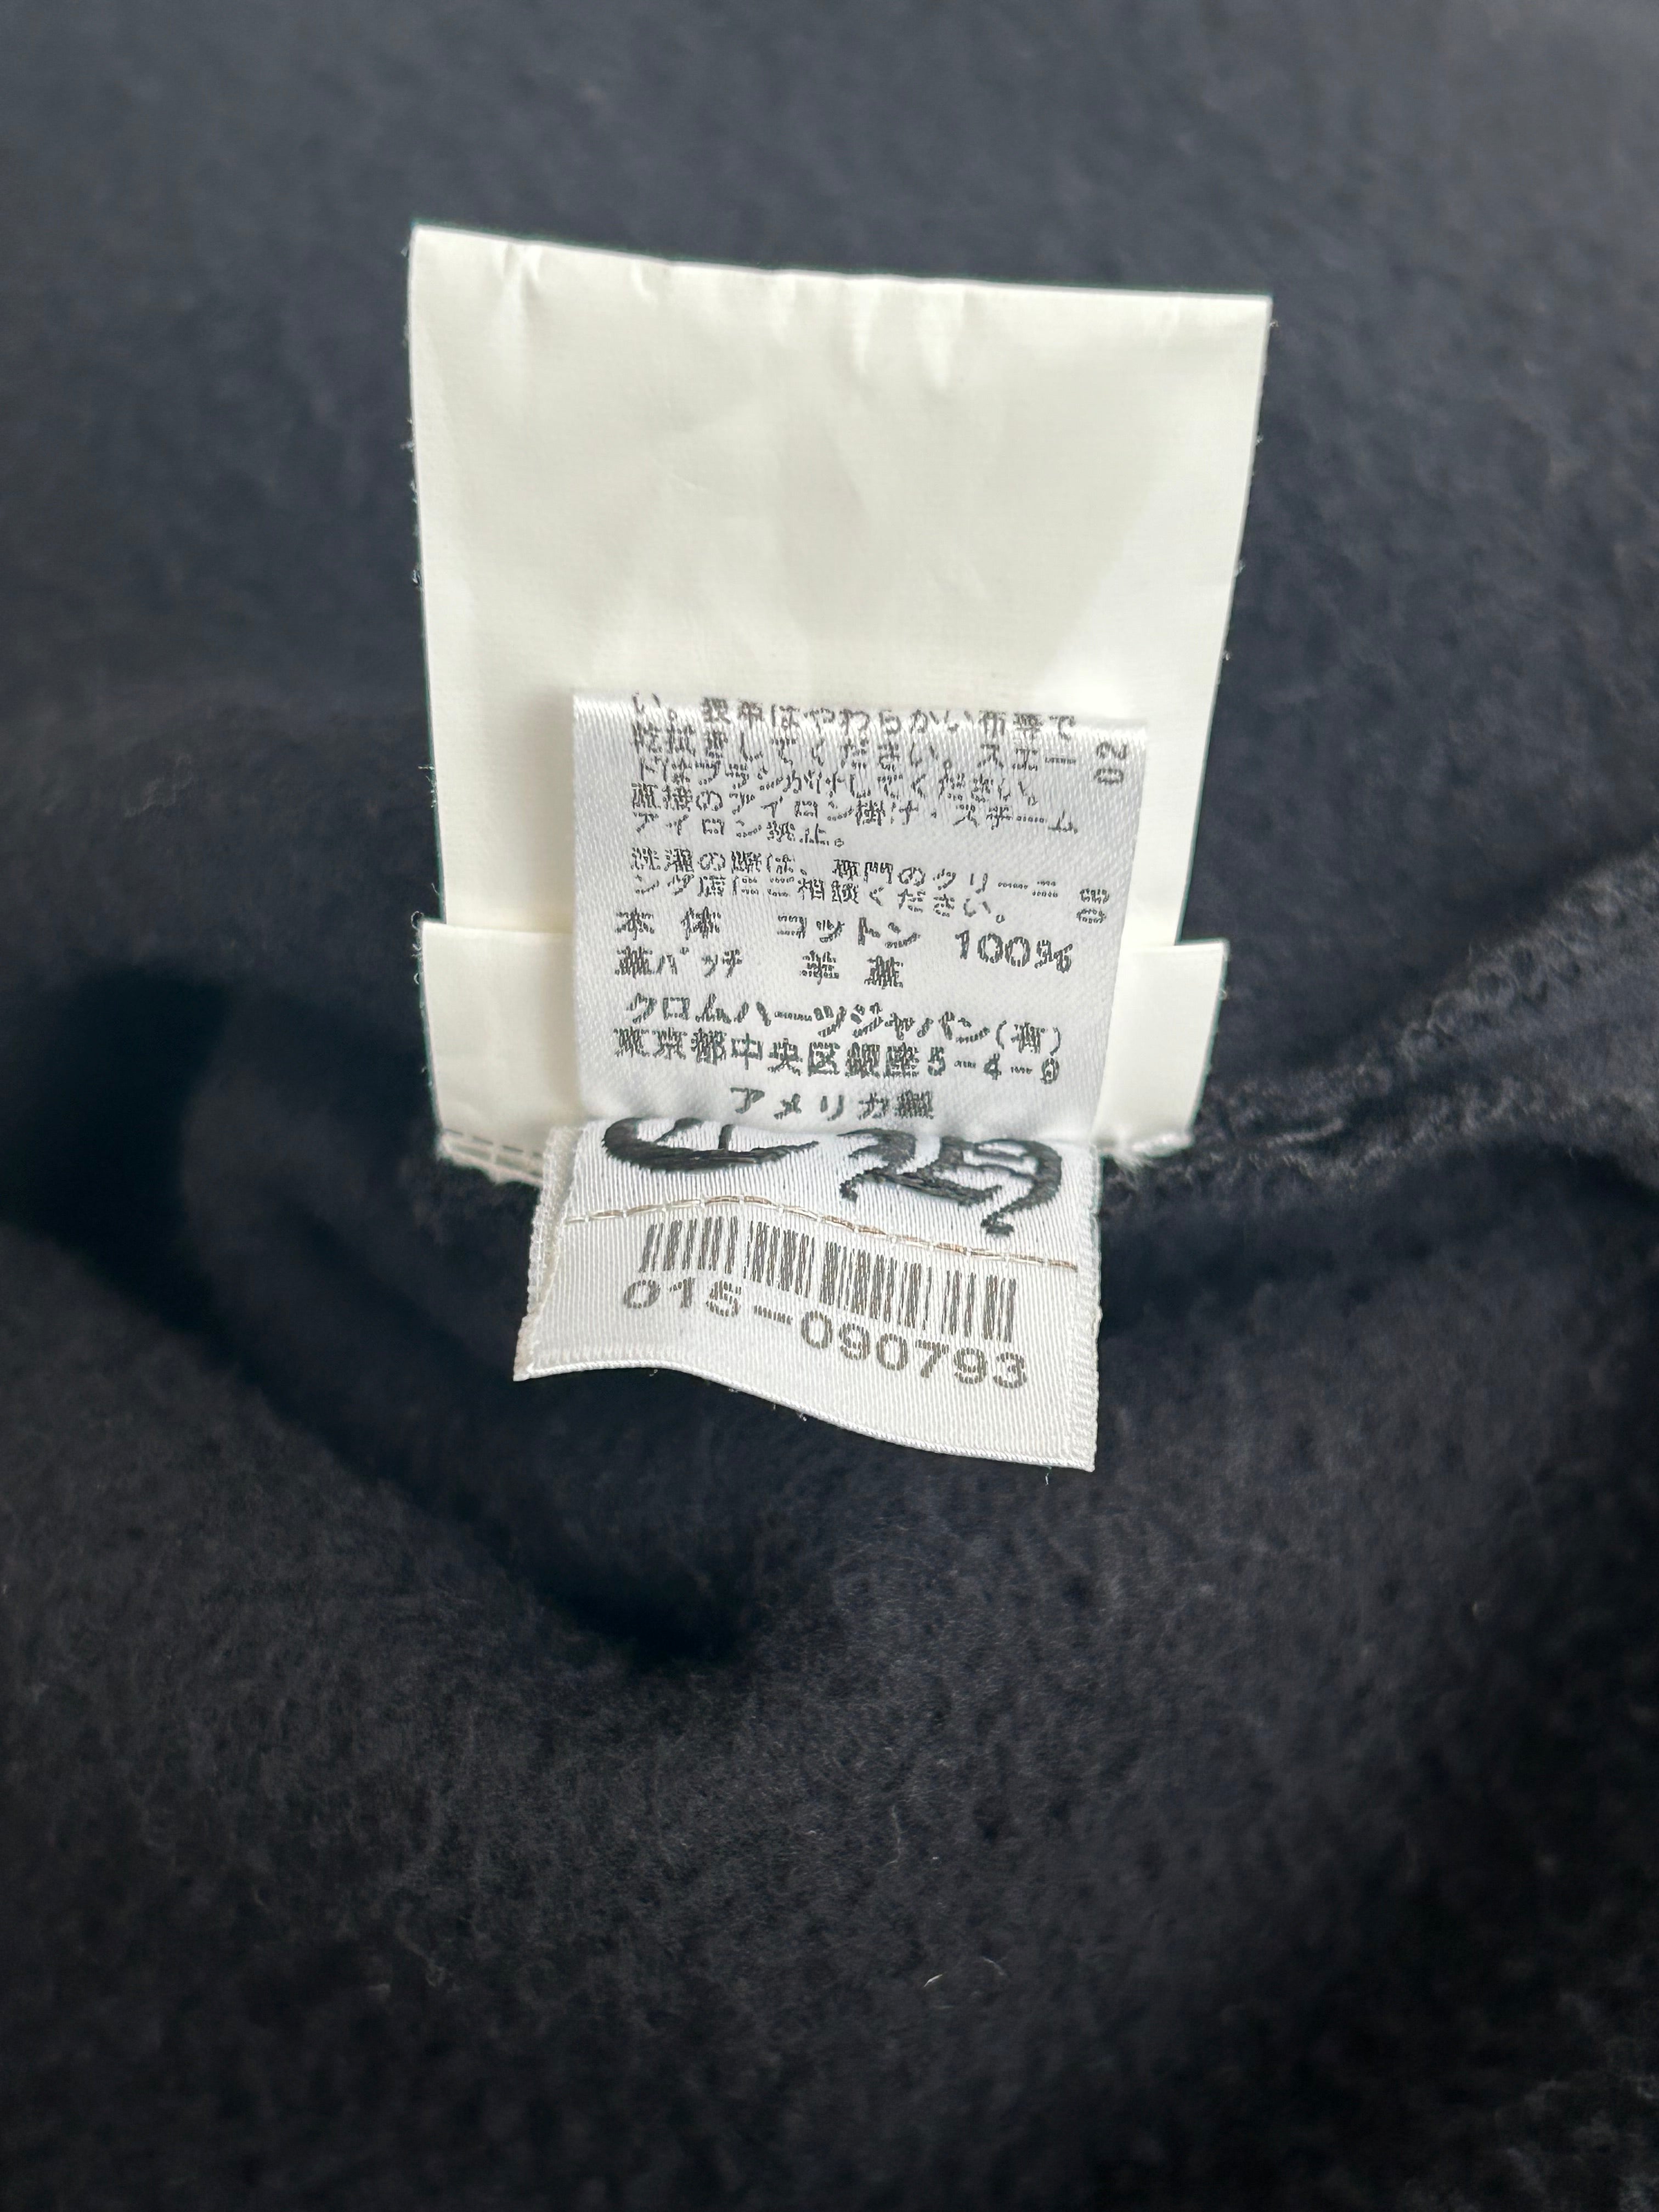 い。表革はやわらかい布等で
乾拭きしてください。スエー
ドはブラシがけしてください。
直接のアイロン掛け・スチーム
アイロン禁止。
洗濯の際は、専門のクリーニ
ング店にご相談ください。
本体 コットン 100%
革パッチ 羊革
クロムハーツジャパン(有)
東京都中央区銀座5-4-9
アメリカ製
02
CH
015-090793